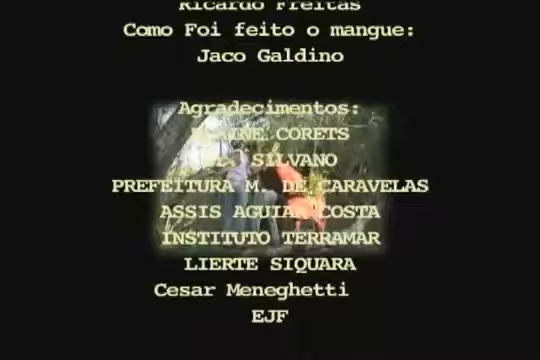 Ricardo Freitas
Como Foi feito o mangue:
Jaco Galdino
Agradecimentos:
CORETS
SILVANO
PREFEITURA M. DE CARAVELAS
ASSIS AGUIAR COSTA
INSTITUTO TERRAMAR
LIERTE SIQUARA
Cesar Meneghetti
EJF